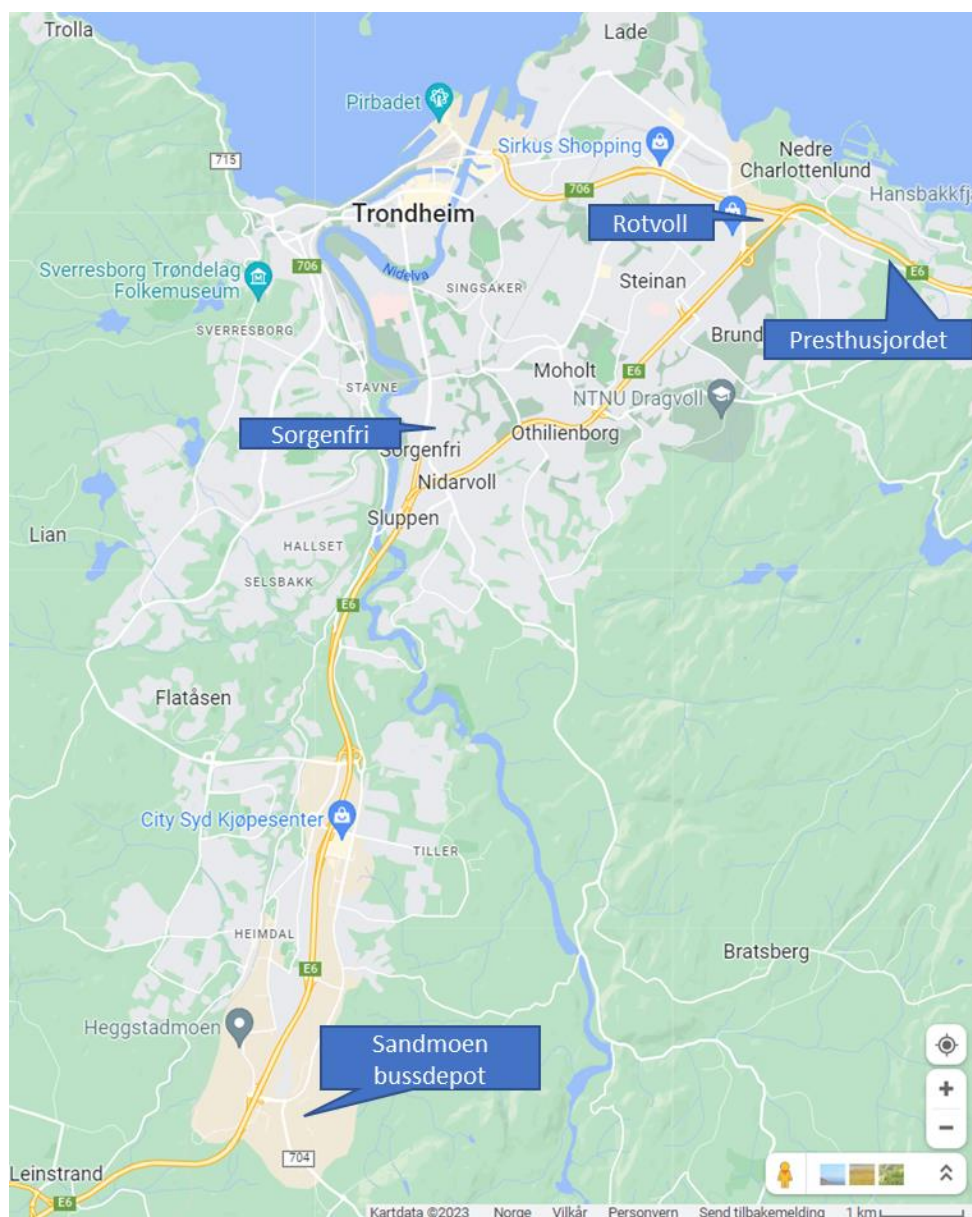 Trolla
Lade
Pirbadet
Sirkus Shopping
Nedre
Charlottenlund
715
706
Hansbakkfj
Trondheim
Rotvoll
Sverresborg Trøndelag
Folkemuseum
706
Nidelva
SINGSAKER
Steinan
E6
SVERRESBORG
Brund
Presthusjordet
STAVNE
Moholt
E6
NTNU Dragvoll
Sorgenfri
Othilienborg
Sorgenfri
Nidarvoll
Sluppen
Lian
HALLSET
SELSBAKK
E6
Flatåsen
City Syd Kjøpesenter
TILLER
HEIMDAL
Bratsberg
E6
Heggstadmoen
Sandmoen
bussdepot
704
Leinstrand
E6
Kartdata ©2023 Norge Vilkår Personvern Send tilbakemelding 1 km